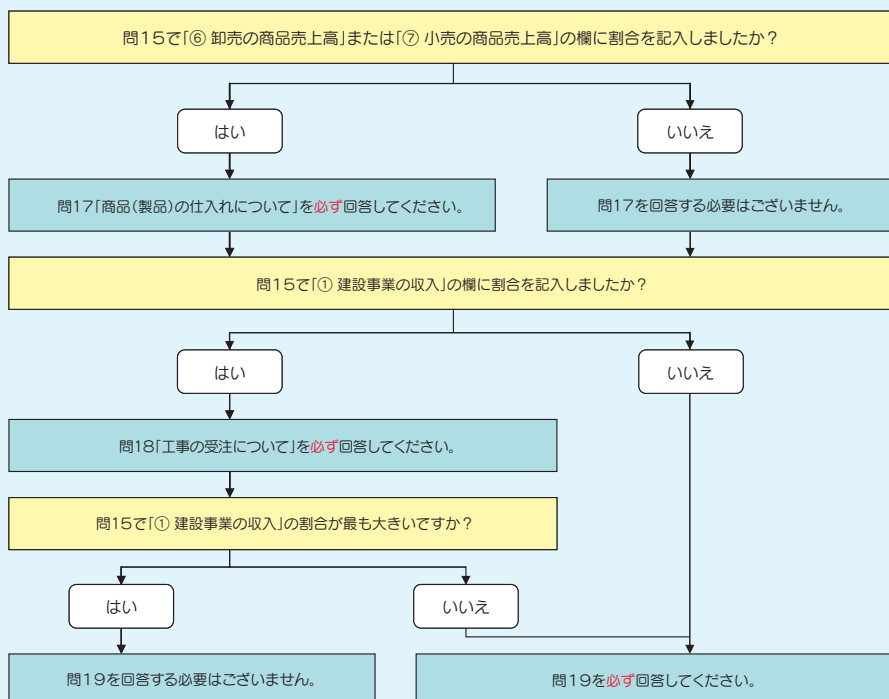 問15で「⑥ 卸売の商品売上高」または「⑦ 小売の商品売上高」の欄に割合を記入しましたか？
はい
いいえ
問17「商品（製品）の仕入れについて」を必ず回答してください。
問17を回答する必要はございません。
問15で「① 建設事業の収入」の欄に割合を記入しましたか？
はい
いいえ
問18「工事の受注について」を必ず回答してください。
問15で「① 建設事業の収入」の割合が最も大きいですか？
はい
いいえ
問19を回答する必要はございません。
問19を必ず回答してください。